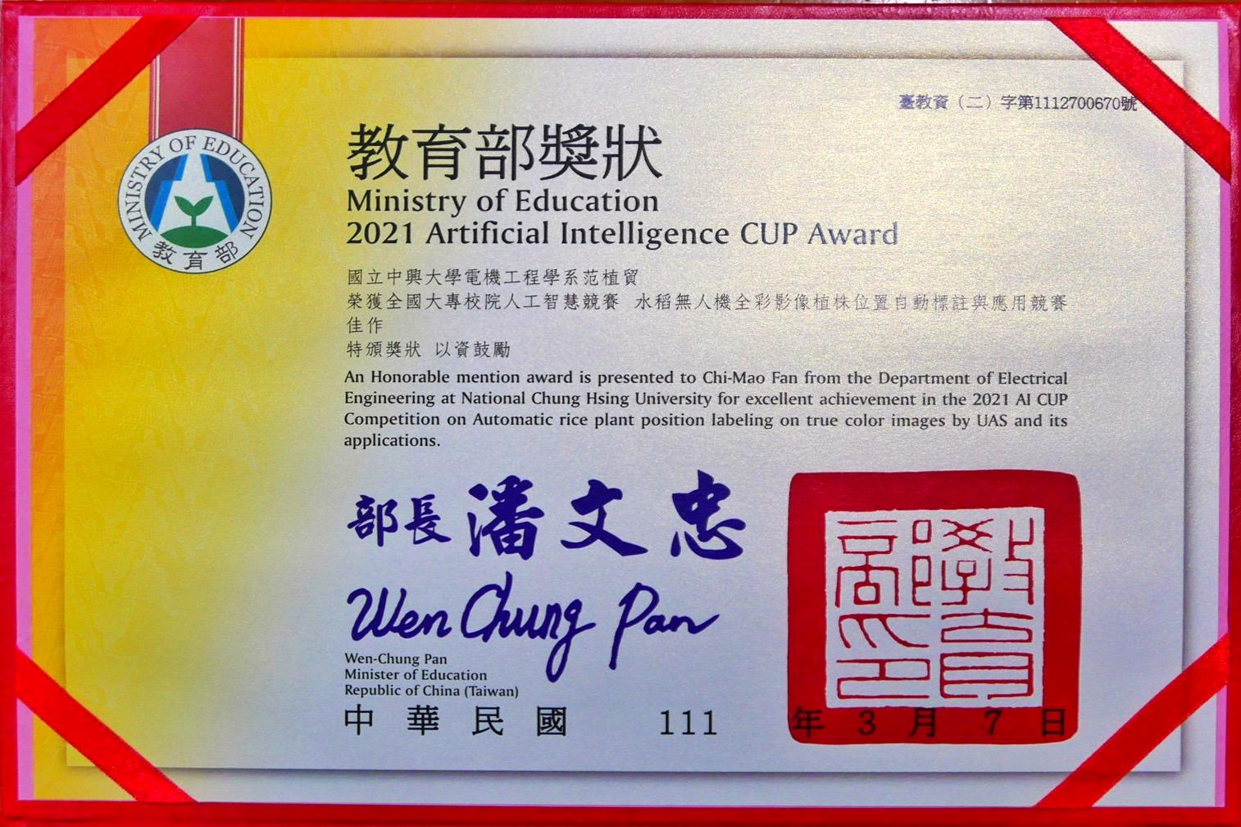 臺教資（二）字第1112700670號
MINISTRY OF EDUCATION
教育部
教育部獎狀
Ministry of Education
2021 Artificial Intelligence CUP Award
國立中興大學電機工程學系范植貿
榮獲全國大專校院人工智慧競賽 水稻無人機全彩影像植株位置自動標註與應用競賽
佳作
特頒獎狀 以資鼓勵
An Honorable mention award is presented to Chi-Mao Fan from the Department of Electrical
Engineering at National Chung Hsing University for excellent achievement in the 2021 AI CUP
Competition on Automatic rice plant position labeling on true color images by UAS and its
applications.
部長 潘文忠
Wen Chung Pan
Wen-Chung Pan
Minister of Education
Republic of China (Taiwan)
教育部印
中華民國 111 年 3 月 7 日